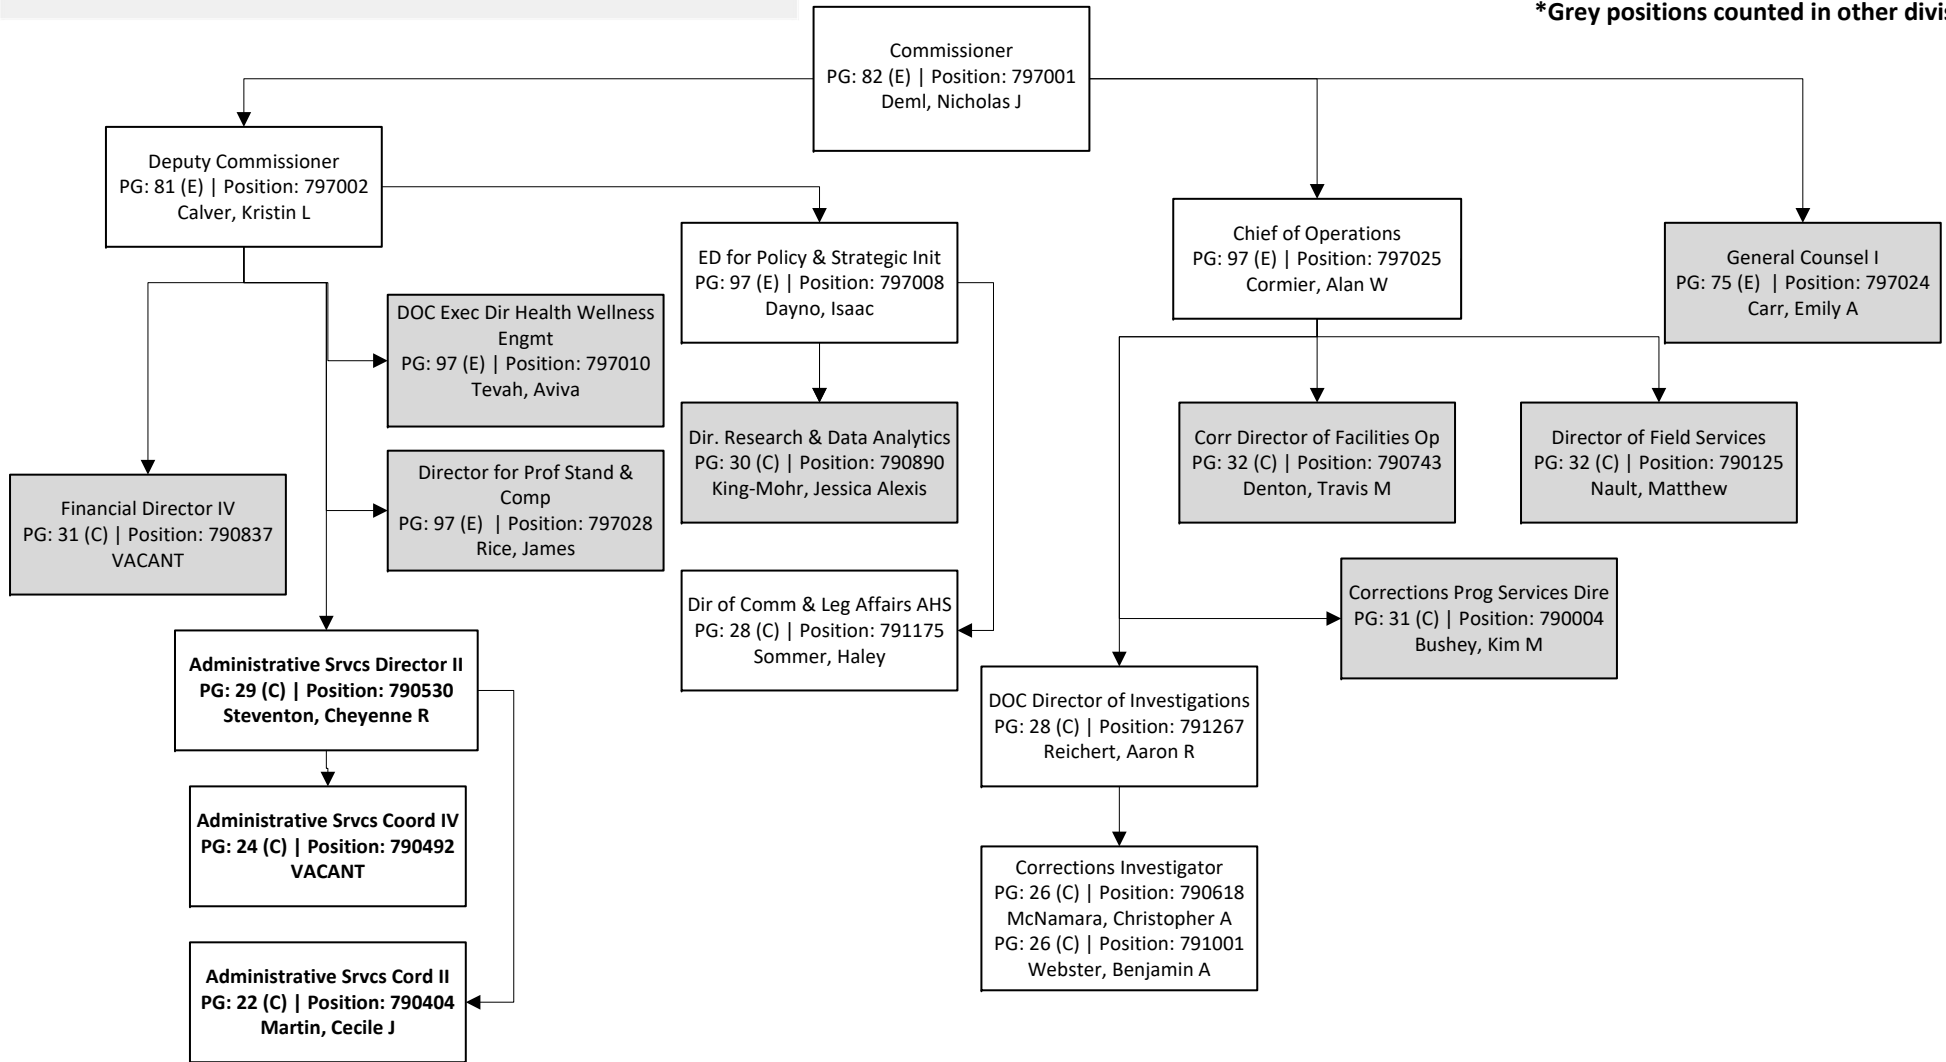 *Grey positions counted in other
Commissioner
PG: 82 (E) | Position: 797001
Deml, Nicholas J
Deputy Commissioner
PG: 81 (E) | Position: 797002
Calver, Kristin L
ED for Policy & Strategic Init
PG: 97 (E) | Position: 797008
Dayno, Isaac
Chief of Operations
PG: 97 (E) | Position: 797025
Cormier, Alan W
General Counsel I
PG: 75 (E) | Position: 797024
Carr, Emily A
DOC Exec Dir Health Wellness
Engmt
PG: 97 (E) | Position: 797010
Tevah, Aviva
Dir. Research & Data Analytics
PG: 30 (C) | Position: 790890
King-Mohr, Jessica Alexis
Corr Director of Facilities Op
PG: 32 (C) | Position: 790743
Denton, Travis M
Director of Field Services
PG: 32 (C) | Position: 790125
Nault, Matthew
Financial Director IV
PG: 31 (C) | Position: 790837
VACANT
Director for Prof Stand &
Comp
PG: 97 (E) | Position: 797028
Rice, James
Dir of Comm & Leg Affairs AHS
PG: 28 (C) | Position: 791175
Sommer, Haley
Corrections Prog Services Dire
PG: 31 (C) | Position: 790004
Bushey, Kim M
Administrative Srvcs Director II
PG: 29 (C) | Position: 790530
Steventon, Cheyenne R
DOC Director of Investigations
PG: 28 (C) | Position: 791267
Reichert, Aaron R
Administrative Srvcs Coord IV
PG: 24 (C) | Position: 790492
VACANT
Corrections Investigator
PG: 26 (C) | Position: 790618
McNamara, Christopher A
PG: 26 (C) | Position: 791001
Webster, Benjamin A
Administrative Srvcs Cord II
PG: 22 (C) | Position: 790404
Martin, Cecile J